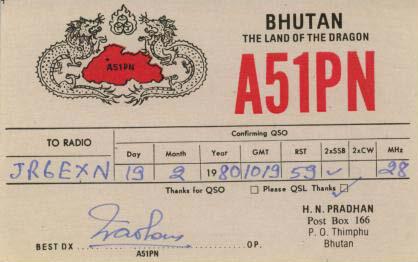 BHUTAN
THE LAND OF THE DRAGON
A51PN
A51PN
Confirming QSO
TO RADIO Day Month Year GMT RST 2xSSB 2xCW MHz
JR6EXN 19 2 1980 1019 59 ✓ 28
Thanks for QSO □ Please QSL Thanks □ ✓
H. N. PRADHAN
Post Box 166
P. O. Thimphu
Bhutan
BEST DX OP.
A51PN